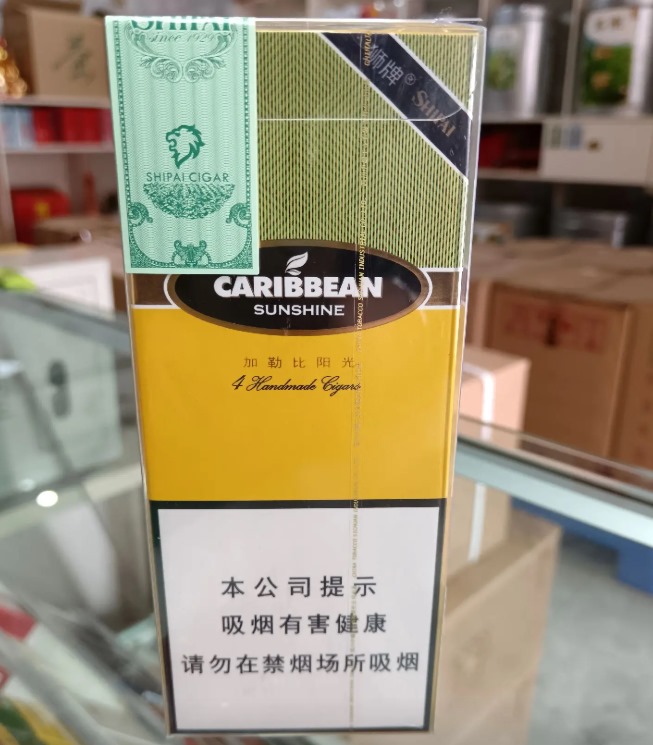 SHIPAI
Since 1926
SHIPAI CIGAR
狮牌®
SHIPAI
CARIBBEAN
SUNSHINE
加勒比阳光
4 Handmade Cigars
本公司提示
吸烟有害健康
请勿在禁烟场所吸烟